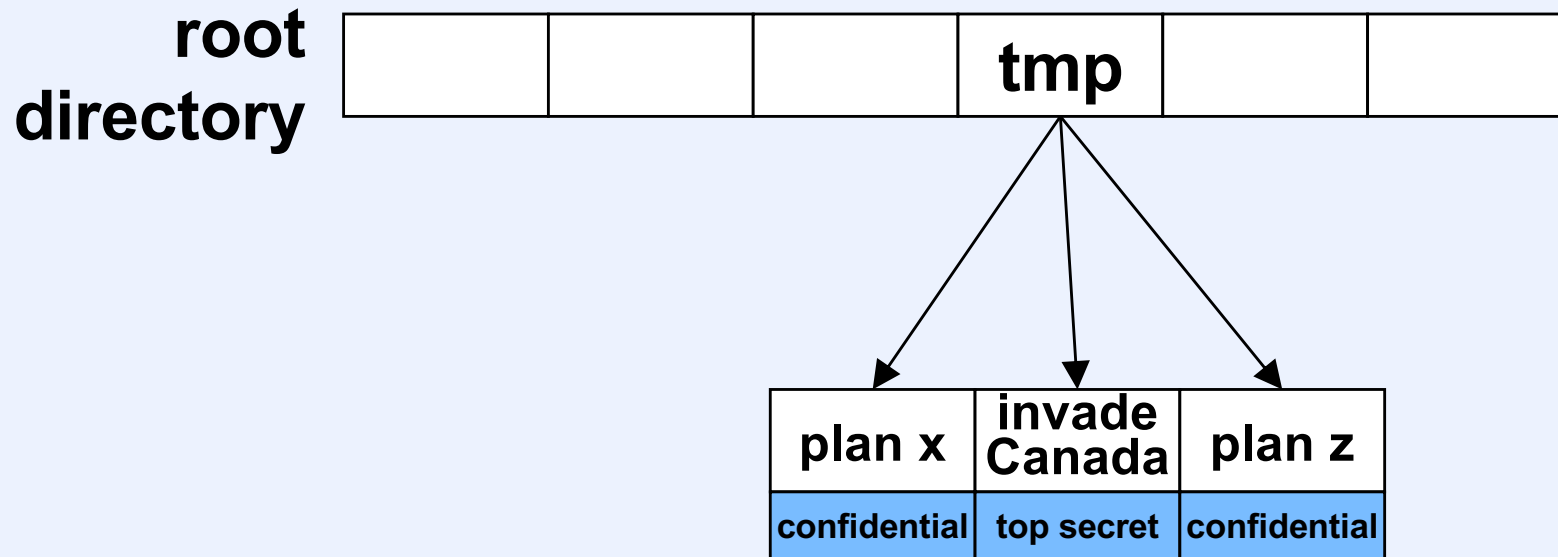 root
directory
tmp
plan x
invade
Canada
plan z
confidential
top secret
confidential